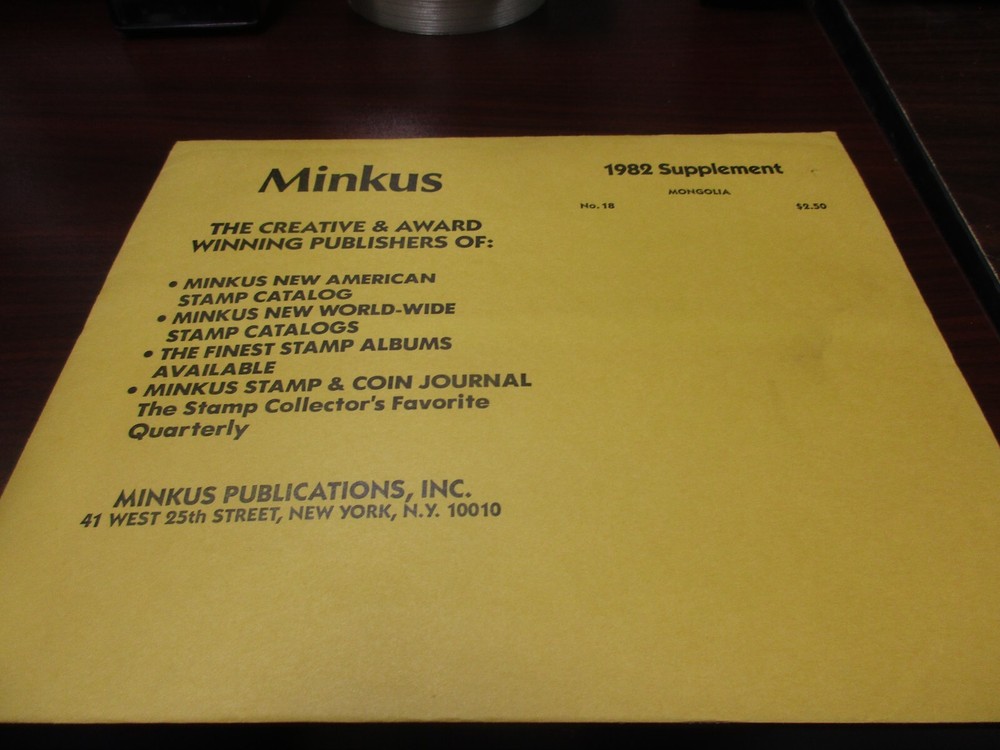 Minkus
THE CREATIVE & AWARD
WINNING PUBLISHERS OF:
• MINKUS NEW AMERICAN
STAMP CATALOG
• MINKUS NEW WORLD-WIDE
STAMP CATALOGS
• THE FINEST STAMP ALBUMS
AVAILABLE
• MINKUS STAMP & COIN JOURNAL
The Stamp Collector's Favorite
Quarterly
MINKUS PUBLICATIONS, INC.
41 WEST 25th STREET, NEW YORK, N.Y. 10010
1982 Supplement
MONGOLIA
No. 18 $2.50